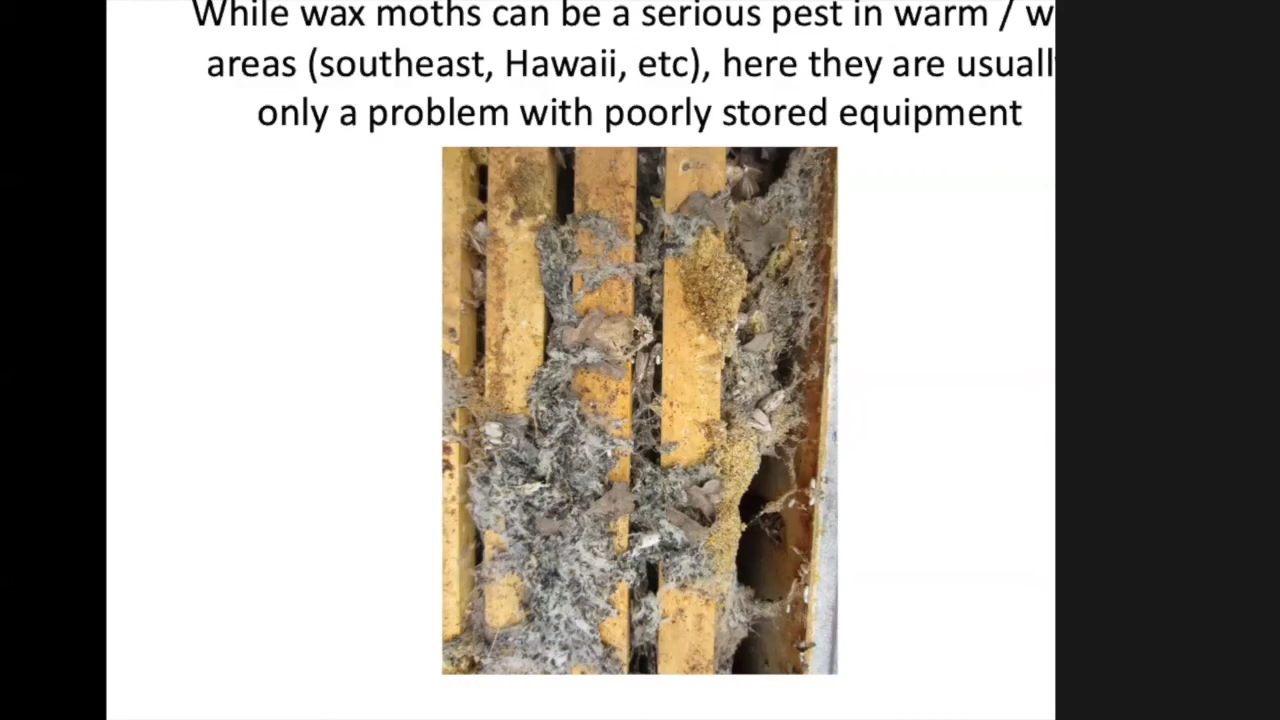 While wax moths can be a serious pest in warm / w
areas (southeast, Hawaii, etc), here they are usuall
only a problem with poorly stored equipment